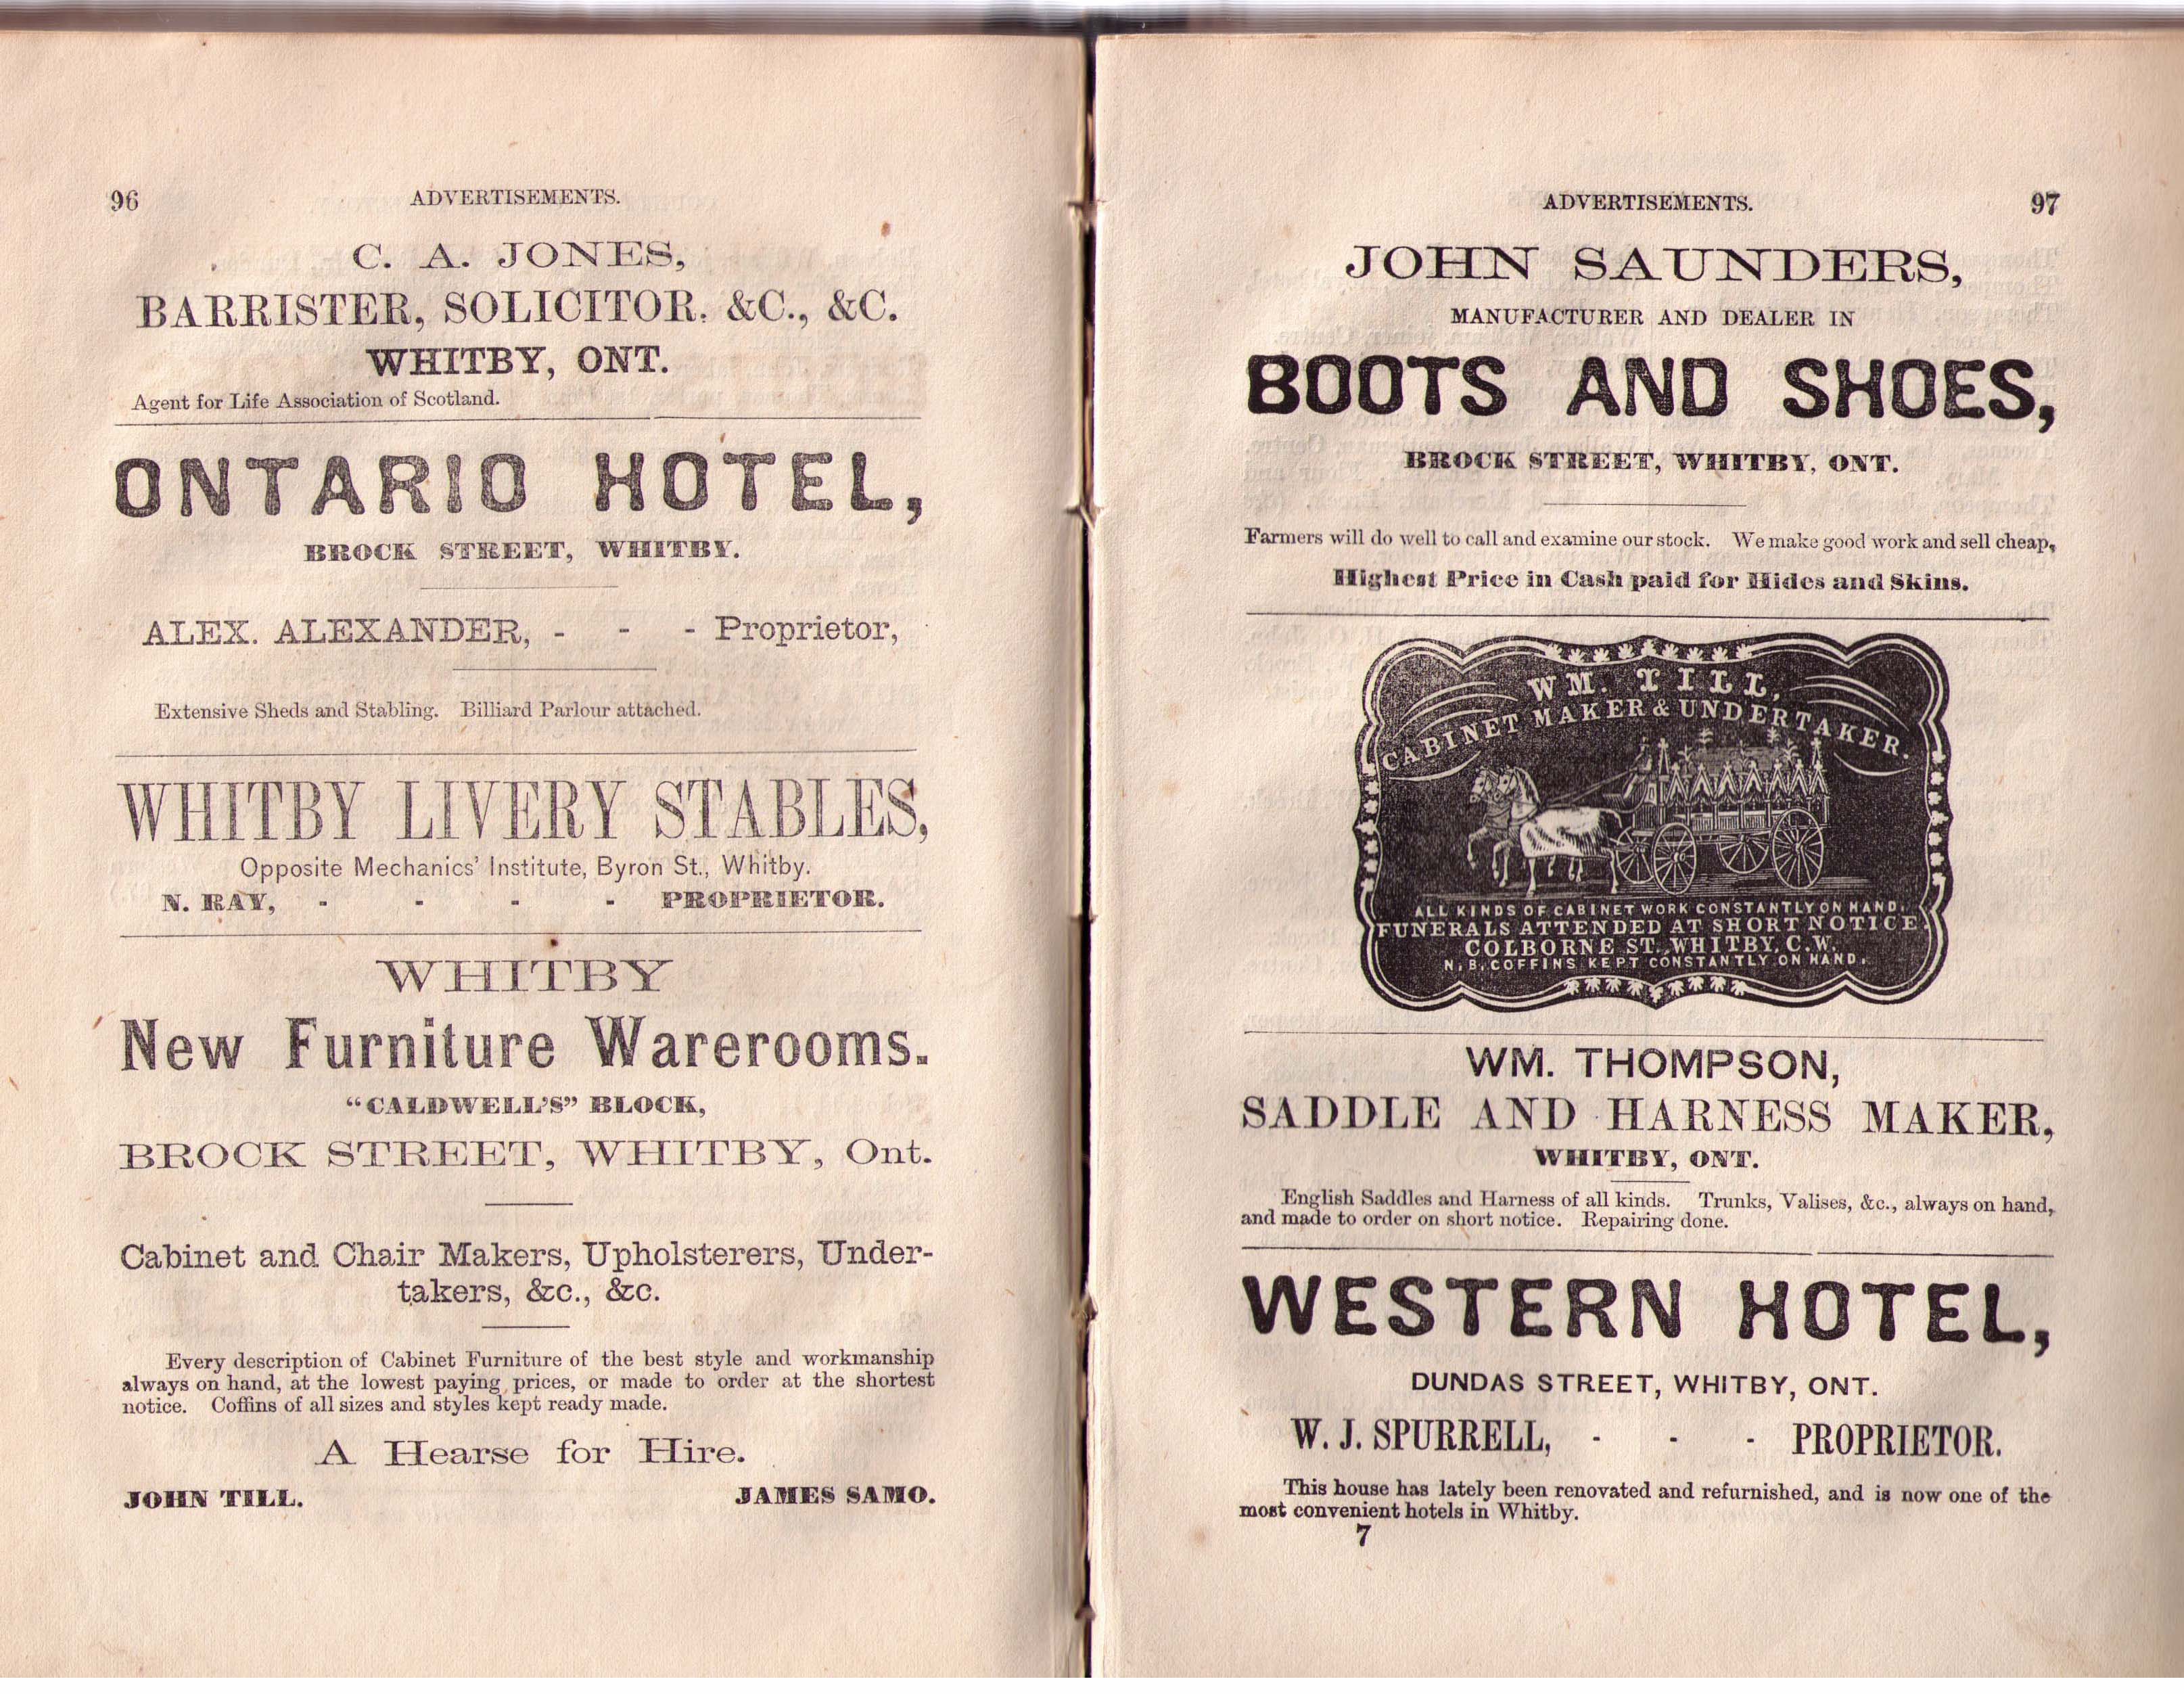 96
ADVERTISEMENTS.
C. A. JONES,
BARRISTER, SOLICITOR. &C., &C.
WHITBY, ONT.
Agent for Life Association of Scotland.
ONTARIO HOTEL,
BROCK STREET, WHITBY.
ALEX. ALEXANDER, - - - Proprietor,
Extensive Sheds and Stabling. Billiard Parlour attached.
WHITBY LIVERY STABLES,
Opposite Mechanics' Institute, Byron St., Whitby.
N. RAY, - - - - PROPRIETOR.
WHITBY
New Furniture Warerooms.
“CALDWELL'S” BLOCK,
BROCK STREET, WHITBY, Ont.
Cabinet and Chair Makers, Upholsterers, Under-
takers, &c., &c.
Every description of Cabinet Furniture of the best style and workmanship
always on hand, at the lowest paying prices, or made to order at the shortest
notice. Coffins of all sizes and styles kept ready made.
A Hearse for Hire.
JOHN TILL. JAMES SAMO.
ADVERTISEMENTS. 97
JOHN SAUNDERS,
MANUFACTURER AND DEALER IN
BOOTS AND SHOES,
BROCK STREET, WHITBY, ONT.
Farmers will do well to call and examine our stock. We make good work and sell cheap,
Highest Price in Cash paid for Hides and Skins.
WM. TILL,
CABINET MAKER & UNDERTAKER.
ALL KINDS OF CABINET WORK CONSTANTLY ON HAND.
FUNERALS ATTENDED AT SHORT NOTICE
COLBORNE ST. WHITBY, C.W.
N.B. COFFINS KEPT CONSTANTLY ON HAND.
WM. THOMPSON,
SADDLE AND HARNESS MAKER,
WHITBY, ONT.
English Saddles and Harness of all kinds. Trunks, Valises, &c., always on hand,
and made to order on short notice. Repairing done.
WESTERN HOTEL,
DUNDAS STREET, WHITBY, ONT.
W. J. SPURRELL, - - - PROPRIETOR.
This house has lately been renovated and refurnished, and is now one of the
most convenient hotels in Whitby.
7